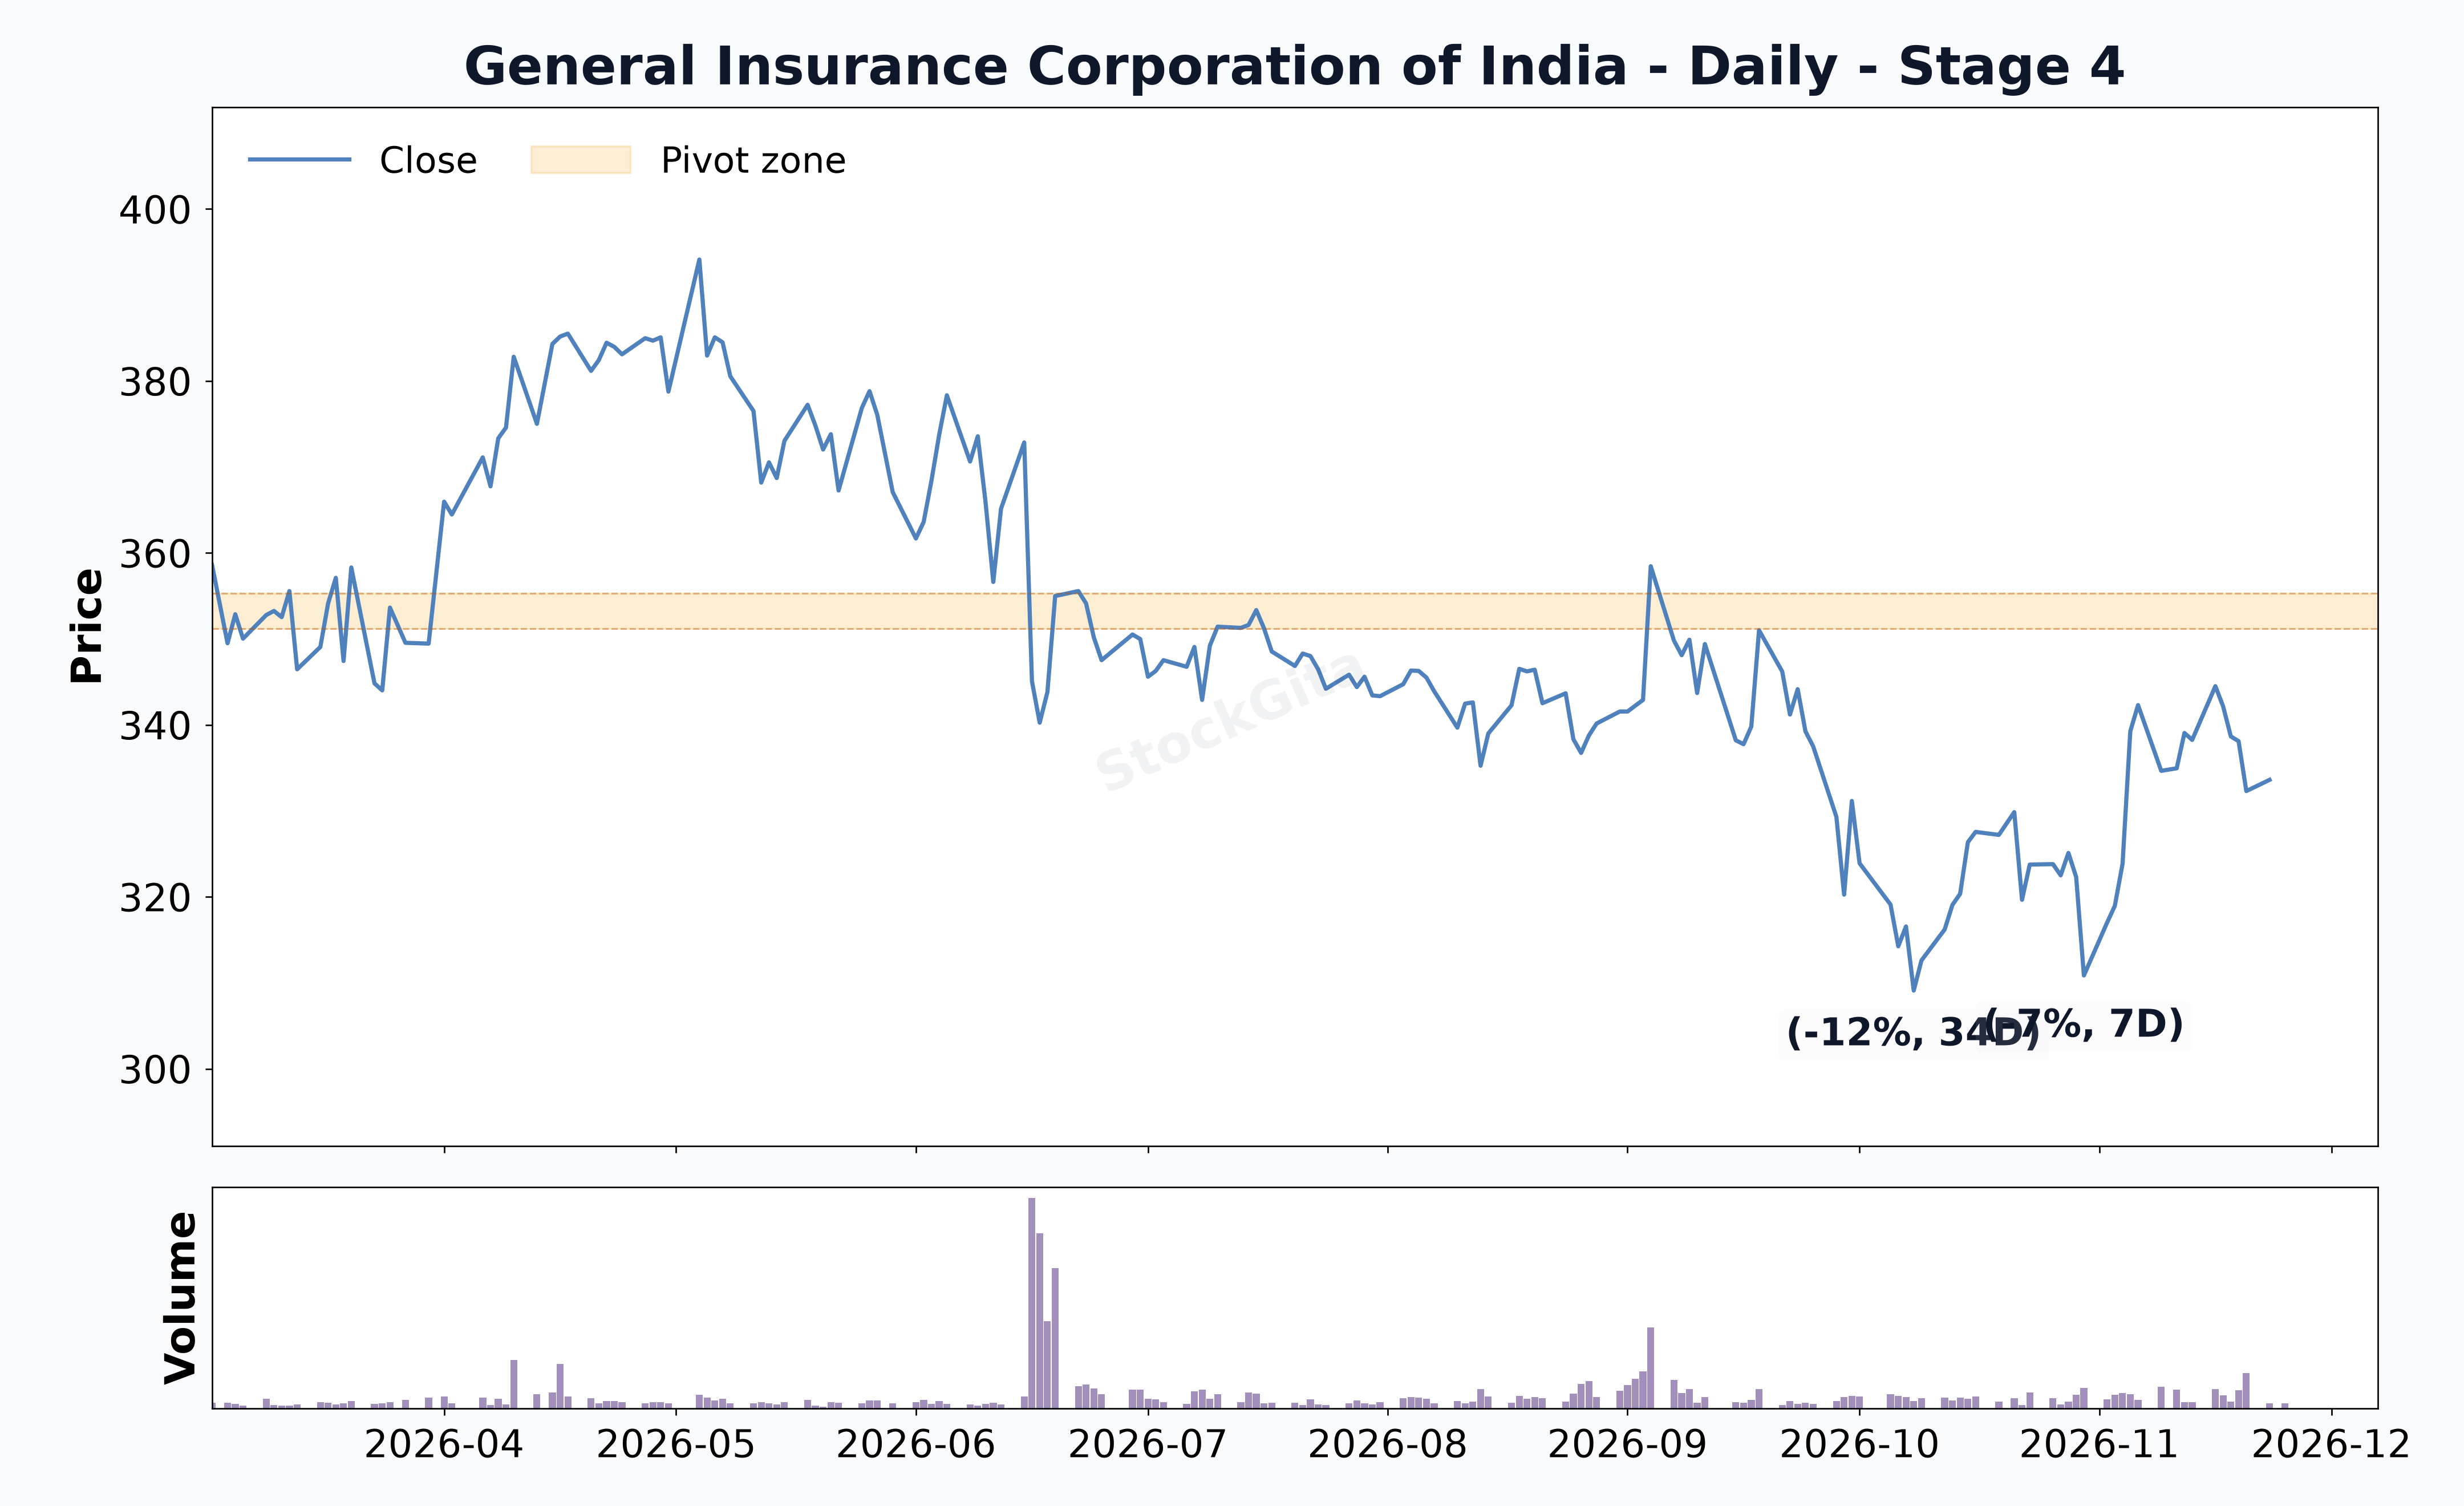 General Insurance Corporation of India - Daily - Stage 4
Close
Pivot zone
Price
400
380
360
340
320
300
StockGita
(-12%, 34D)
(-7%, 7D)
Volume
2026-04
2026-05
2026-06
2026-07
2026-08
2026-09
2026-10
2026-11
2026-12